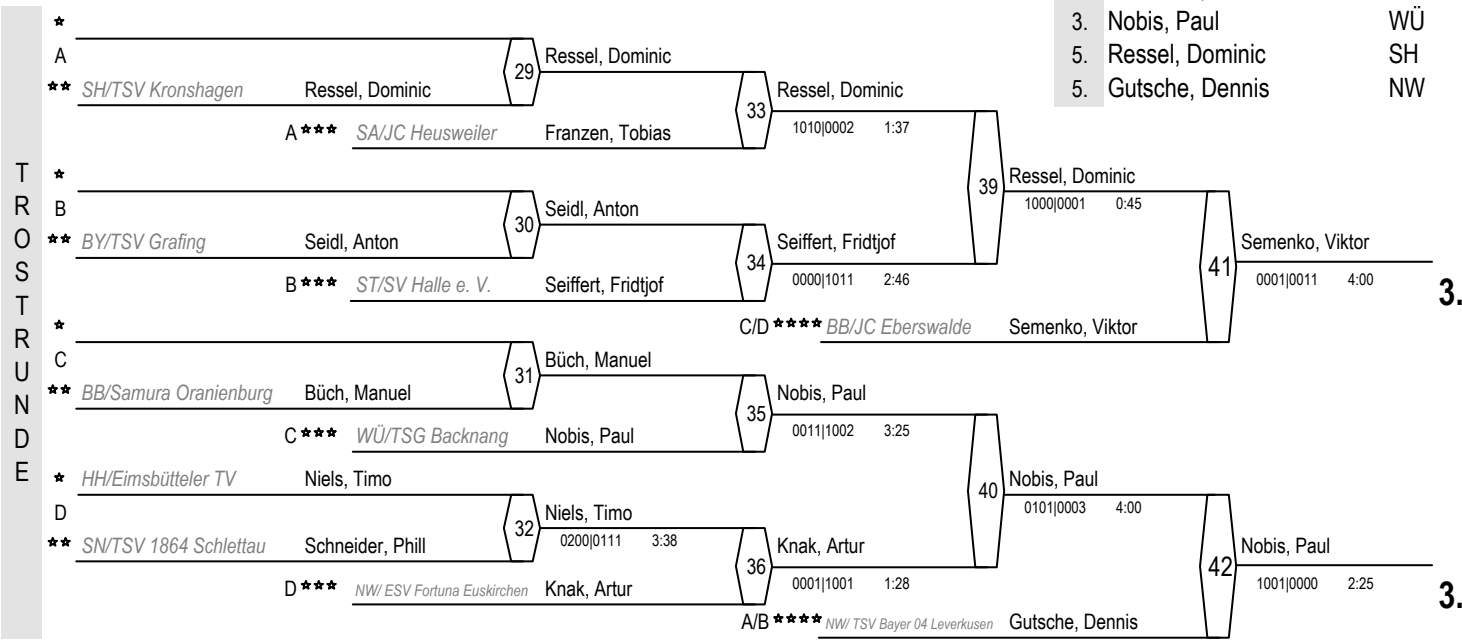 3. Nobis, Paul WÜ
5. Ressel, Dominic SH
5. Gutsche, Dennis NW
TROSTRUNDE
*
A
** SH/TSV Kronshagen Ressel, Dominic
29
Ressel, Dominic
A *** SA/JC Heusweiler Franzen, Tobias
33
Ressel, Dominic
1010|0002 1:37
*
B
** BY/TSV Grafing Seidl, Anton
30
Seidl, Anton
B *** ST/SV Halle e. V. Seiffert, Fridtjof
34
Seiffert, Fridtjof
0000|1011 2:46
39
Ressel, Dominic
1000|0001 0:45
C/D **** BB/JC Eberswalde Semenko, Viktor
41
Semenko, Viktor
0001|0011 4:00
3.
*
C
** BB/Samura Oranienburg Büch, Manuel
31
Büch, Manuel
C *** WÜ/TSG Backnang Nobis, Paul
35
Nobis, Paul
0011|1002 3:25
* HH/Eimsbütteler TV Niels, Timo
D
** SN/TSV 1864 Schlettau Schneider, Phill
32
Niels, Timo
0200|0111 3:38
D *** NW/ ESV Fortuna Euskirchen Knak, Artur
36
Knak, Artur
0001|1001 1:28
40
Nobis, Paul
0101|0003 4:00
A/B **** NW/ TSV Bayer 04 Leverkusen Gutsche, Dennis
42
Nobis, Paul
1001|0000 2:25
3.